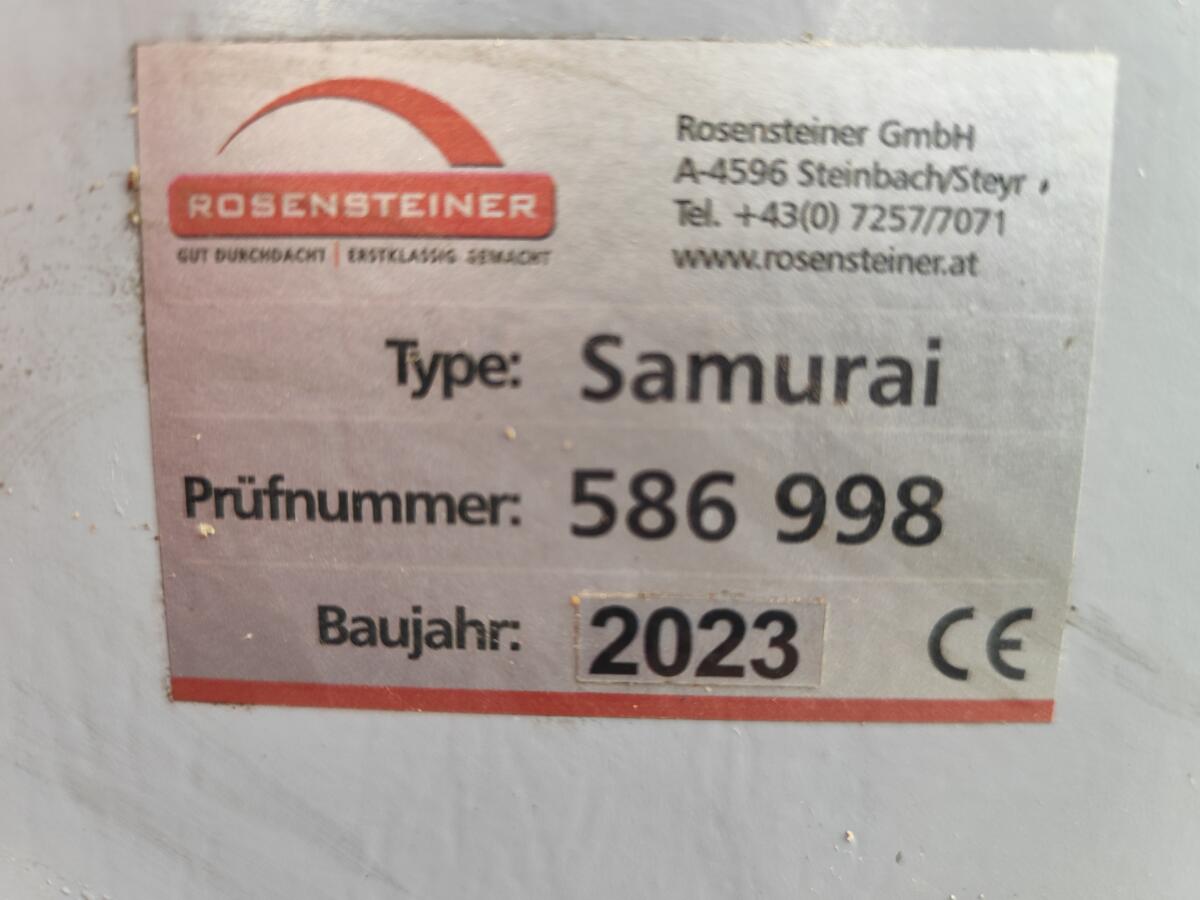 ROSENSTEINER
GUT DURCHDACHT | ERSTKLASSIG GEMACHT
Rosensteiner GmbH
A-4596 Steinbach/Steyr
Tel. +43(0) 7257/7071
www.rosensteiner.at
Type: Samurai
Prüfnummer: 586 998
Baujahr: 2023 CE